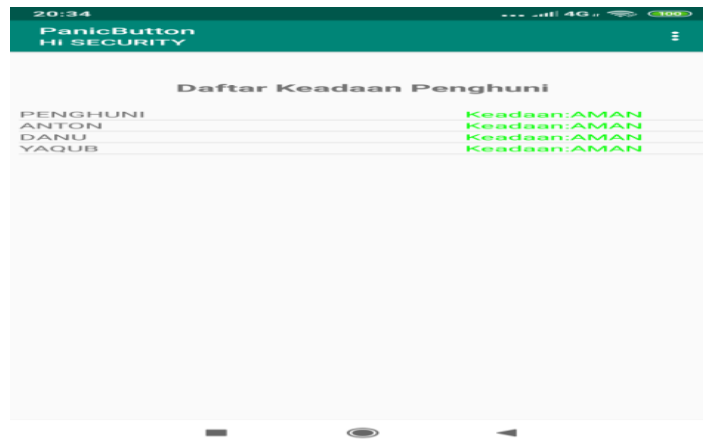 20:34 4G 100
PanicButton
HI SECURITY
Daftar Keadaan Penghuni
PENGHUNI Keadaan:AMAN
ANTON Keadaan:AMAN
DANU Keadaan:AMAN
YAQUB Keadaan:AMAN